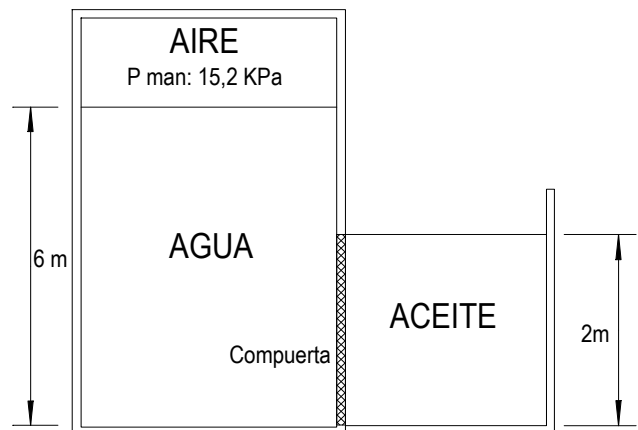 AIRE
P man: 15,2 KPa
6 m
AGUA
ACEITE
Compuerta
2m